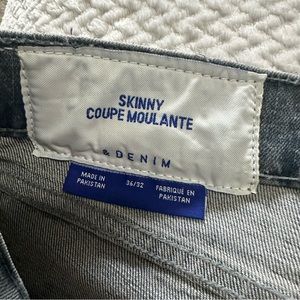 SKINNY
COUPE MOULANTE
& DENIM
MADE IN
PAKISTAN
36/32
FABRIQUÉ EN
PAKISTAN